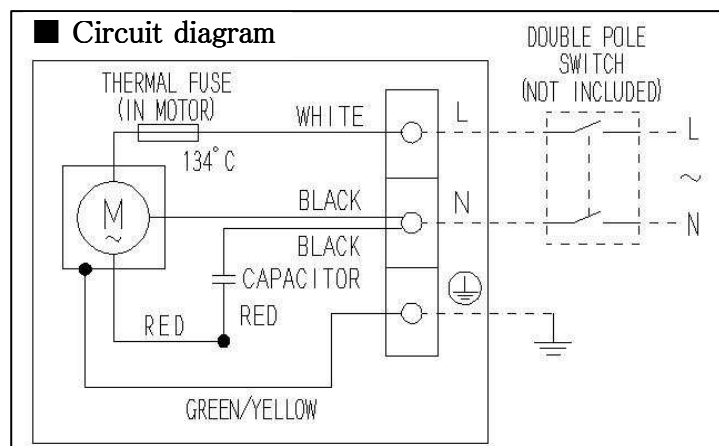 ■ Circuit diagram
DOUBLE POLE
SWITCH
(NOT INCLUDED)
THERMAL FUSE
(IN MOTOR)
134°C
WHITE
L
L
~
M
~
BLACK
N
N
BLACK
CAPACITOR
RED
RED
GREEN/YELLOW